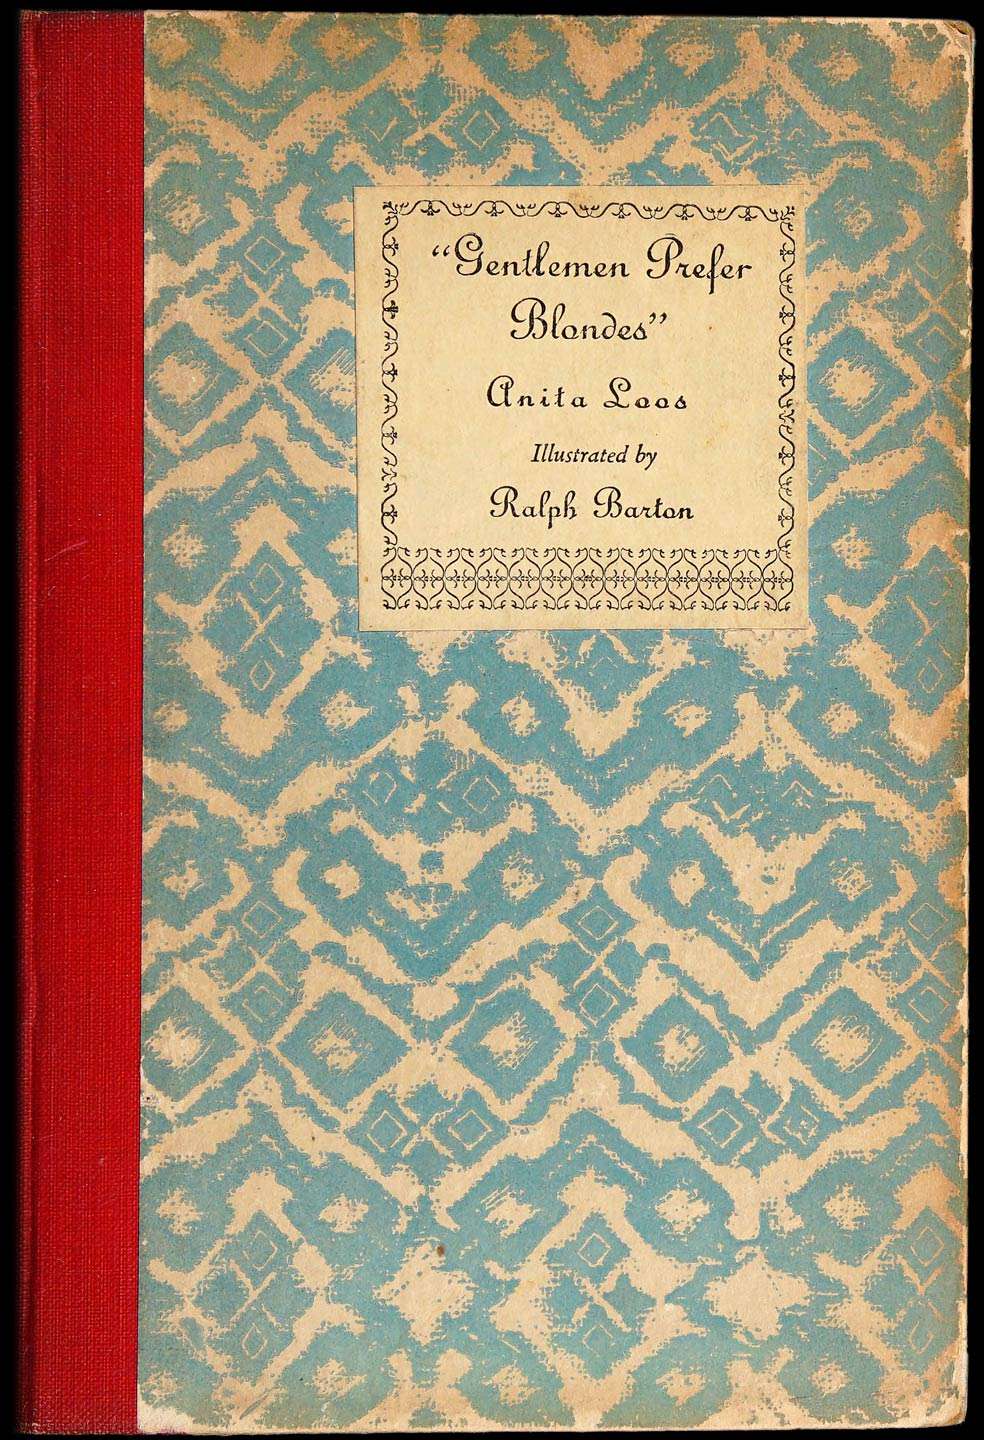 “Gentlemen Prefer
Blondes”
Anita Loos
Illustrated by
Ralph Barton